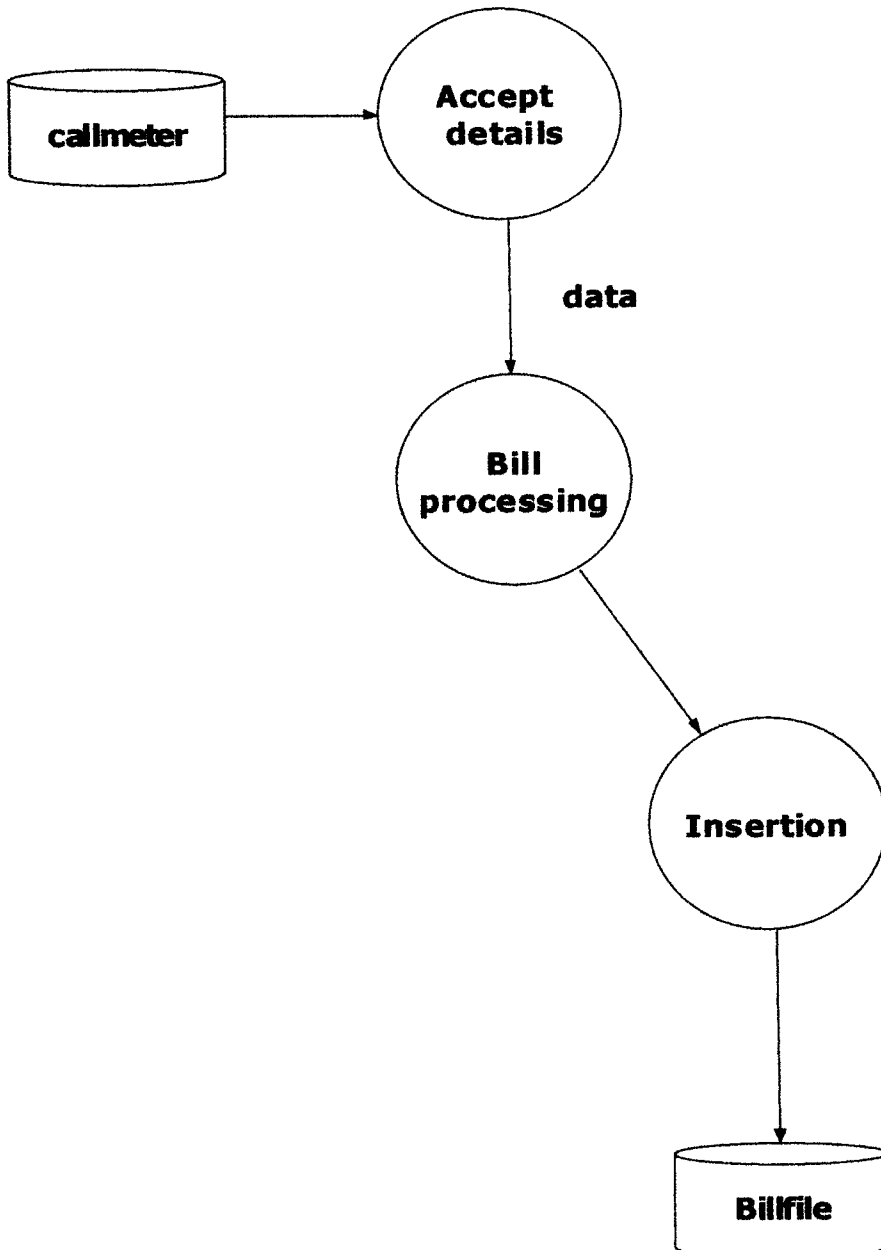 callmeter
Accept
details
data
Bill
processing
Insertion
Billfile